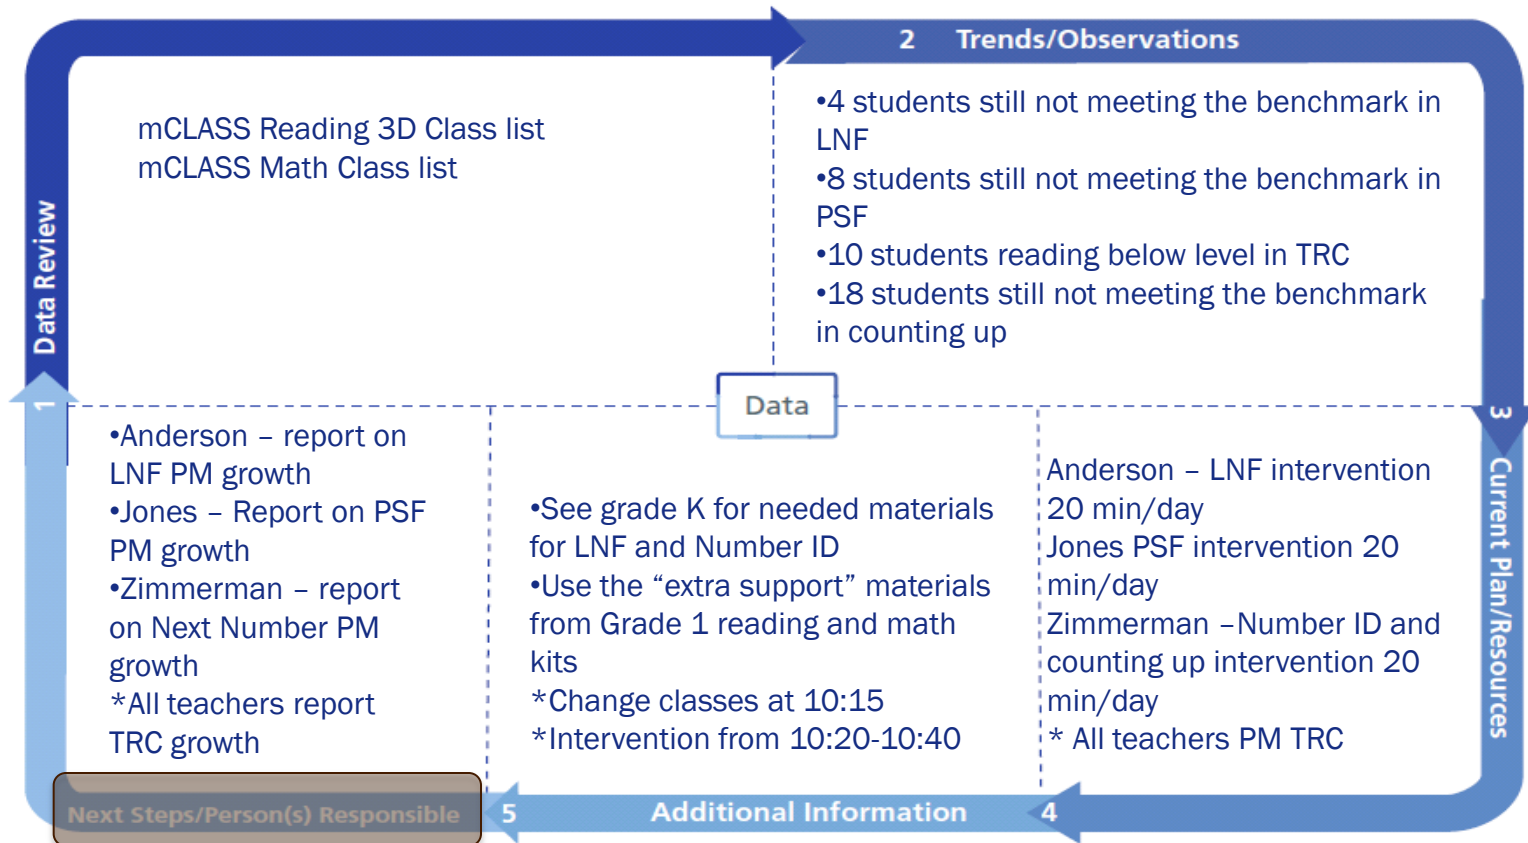 1
Data Review
mCLASS Reading 3D Class list
mCLASS Math Class list
2 Trends/Observations
•4 students still not meeting the benchmark in
LNF
•8 students still not meeting the benchmark in
PSF
•10 students reading below level in TRC
•18 students still not meeting the benchmark
in counting up
Data
3
Current Plan/Resources
Anderson – LNF intervention
20 min/day
Jones PSF intervention 20
min/day
Zimmerman –Number ID and
counting up intervention 20
min/day
* All teachers PM TRC
4
Additional Information
•See grade K for needed materials
for LNF and Number ID
•Use the “extra support” materials
from Grade 1 reading and math
kits
*Change classes at 10:15
*Intervention from 10:20-10:40
5
Next Steps/Person(s) Responsible
•Anderson – report on
LNF PM growth
•Jones – Report on PSF
PM growth
•Zimmerman – report
on Next Number PM
growth
*All teachers report
TRC growth